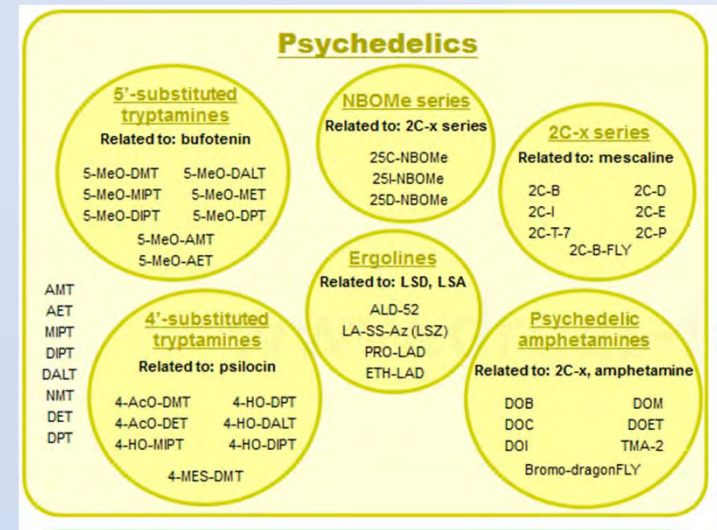 Psychedelics
5'-substituted
tryptamines
Related to: bufotenin
5-MeO-DMT 5-MeO-DALT
5-MeO-MIPT 5-MeO-MET
5-MeO-DIPT 5-MeO-DPT
5-MeO-AMT
5-MeO-AET
NBOMe series
Related to: 2C-x series
25C-NBOMe
25I-NBOMe
25D-NBOMe
2C-x series
Related to: mescaline
2C-B 2C-D
2C-I 2C-E
2C-T-7 2C-P
2C-B-FLY
Ergolines
Related to: LSD, LSA
ALD-52
LA-SS-Az (LSZ)
PRO-LAD
ETH-LAD
AMT
AET
MIPT
DIPT
DALT
NMT
DET
DPT
4'-substituted
tryptamines
Related to: psilocin
4-AcO-DMT 4-HO-DPT
4-AcO-DET 4-HO-DALT
4-HO-MIPT 4-HO-DIPT
4-MES-DMT
Psychedelic
amphetamines
Related to: 2C-x, amphetamine
DOB DOM
DOC DOET
DOI TMA-2
Bromo-dragonFLY